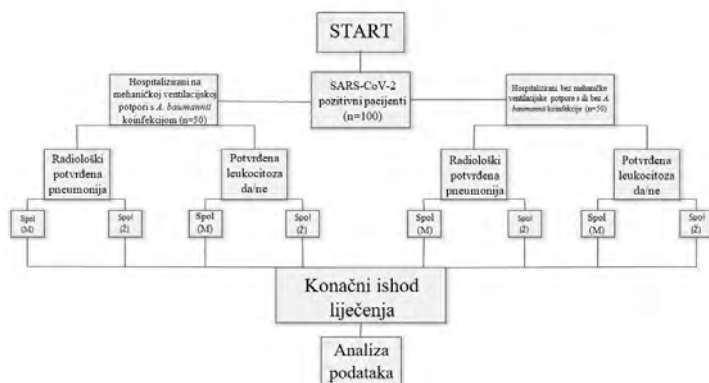 START
Hospitalizirani na
mehaničkoj ventilacijskoj
potpori s A. baumannii
koinfekcijom (n=50)
SARS-CoV-2
pozitivni pacijenti
(n=100)
Hospitalizirani bez mehaničke
ventilacijske potpore s ili bez A.
baumannii koinfekcije (n=50)
Radiološki
potvrđena
pneumonija
Potvrđena
leukocitoza
da/ne
Radiološki
potvrđena
pneumonija
Potvrđena
leukocitoza
da/ne
Spol
(M)
Spol
(Ž)
Spol
(M)
Spol
(Ž)
Spol
(M)
Spol
(Ž)
Spol
(M)
Spol
(Ž)
Konačni ishod
liječenja
Analiza
podataka